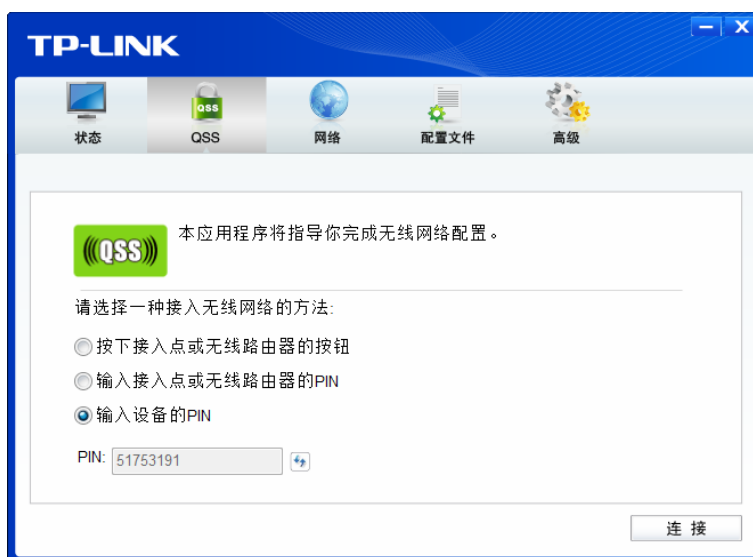 TP-LINK
QSS
状态 QSS 网络 配置文件 高级
QSS
本应用程序将指导你完成无线网络配置。
请选择一种接入无线网络的方法:
按下接入点或无线路由器的按钮
输入接入点或无线路由器的PIN
输入设备的PIN
PIN: 51753191
连 接